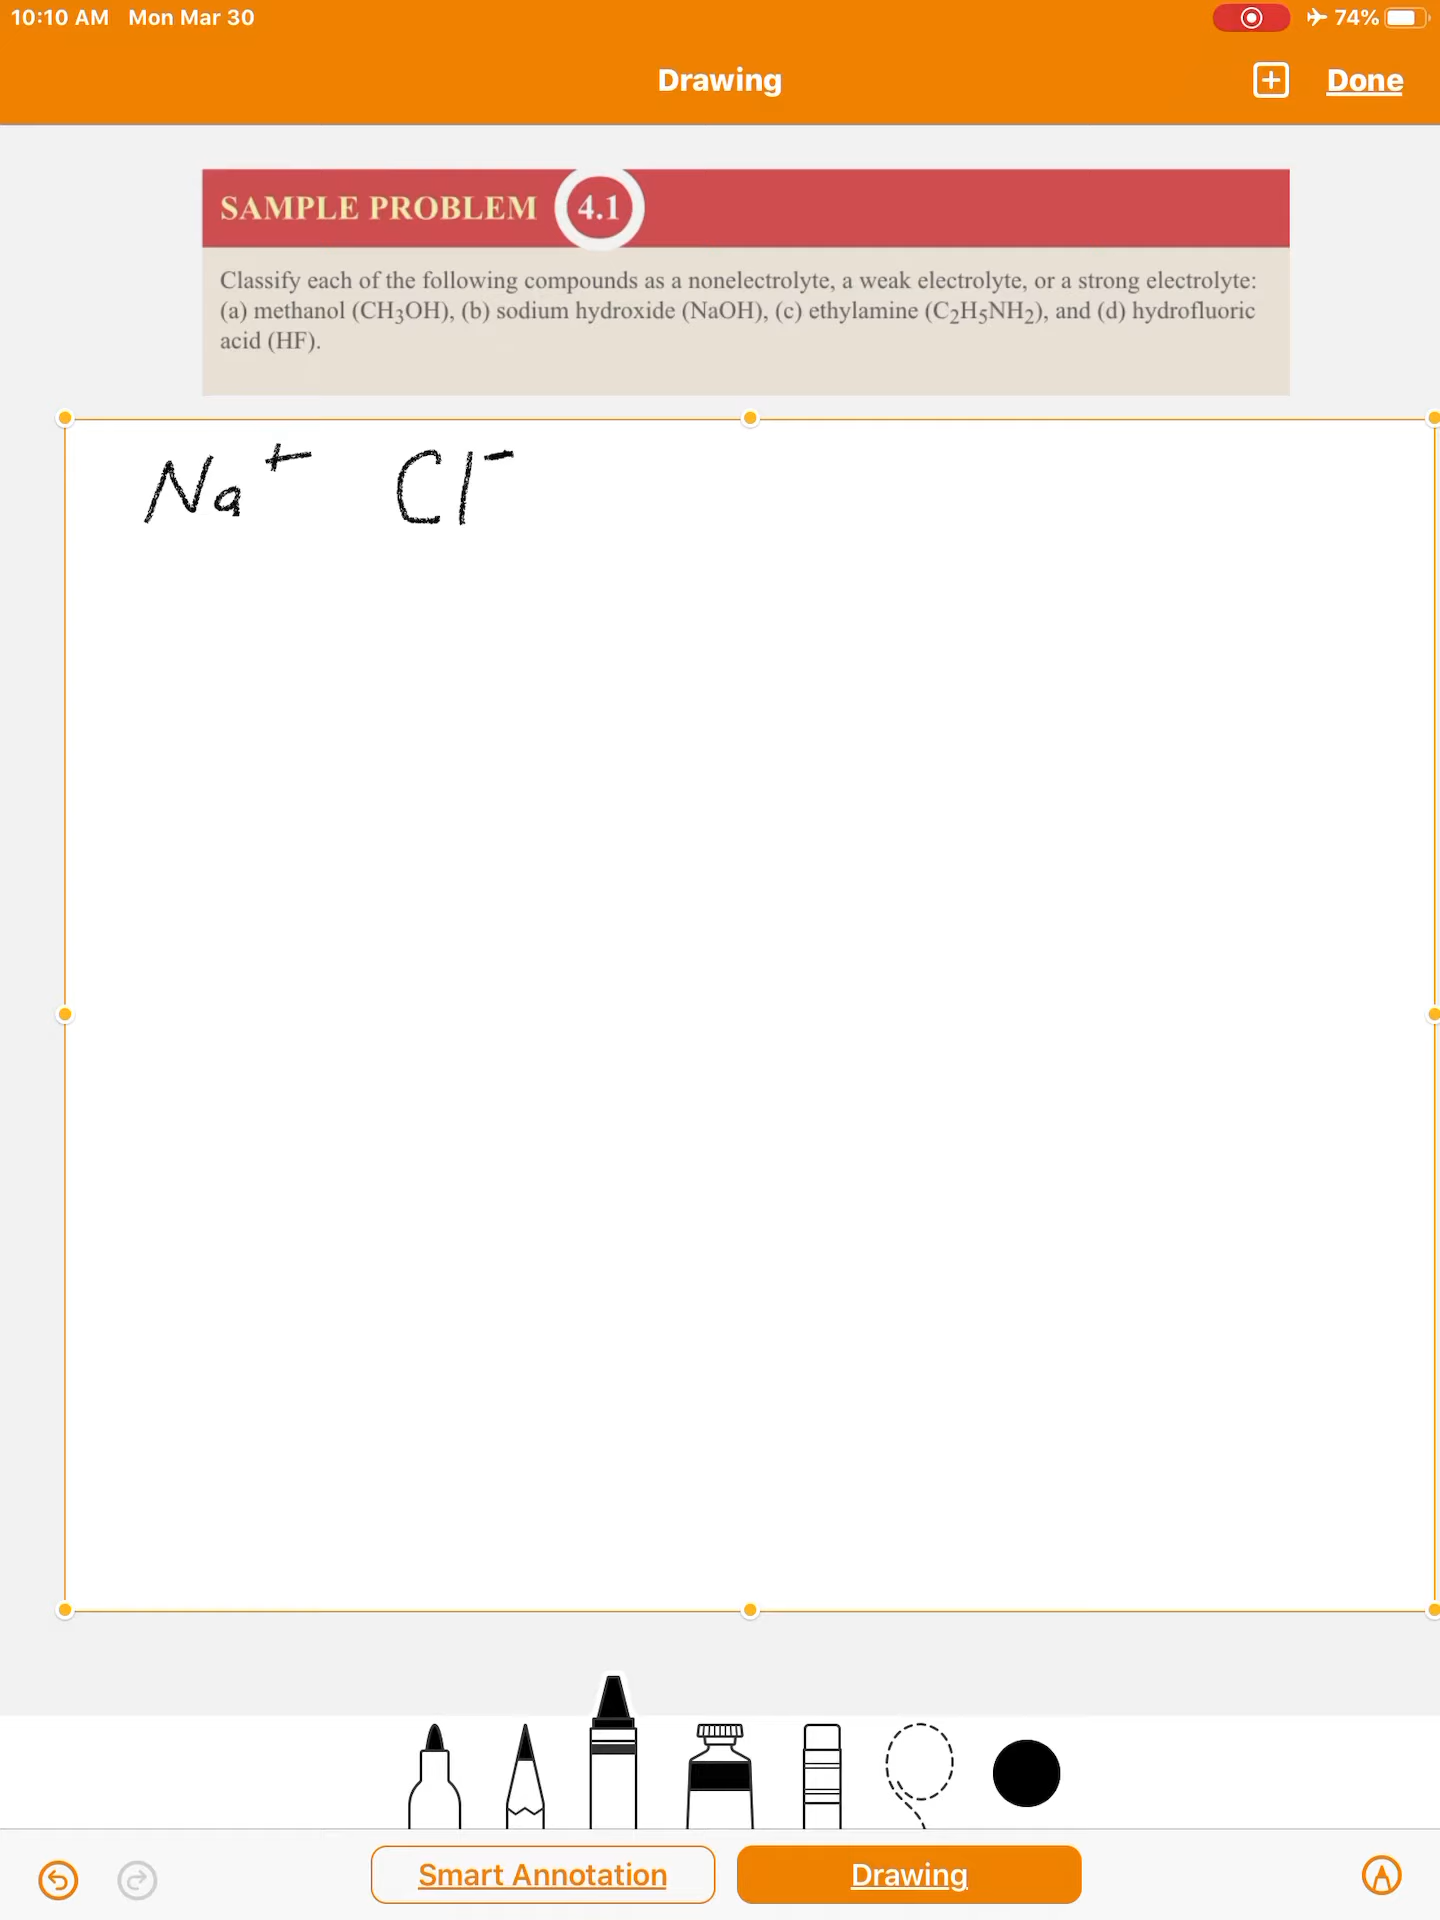 10:10 AM Mon Mar 30 74%
Drawing Done
SAMPLE PROBLEM 4.1
Classify each of the following compounds as a nonelectrolyte, a weak electrolyte, or a strong electrolyte:
(a) methanol (CH₃OH), (b) sodium hydroxide (NaOH), (c) ethylamine (C₂H₅NH₂), and (d) hydrofluoric
acid (HF).
Na⁺ Cl⁻
Smart Annotation Drawing